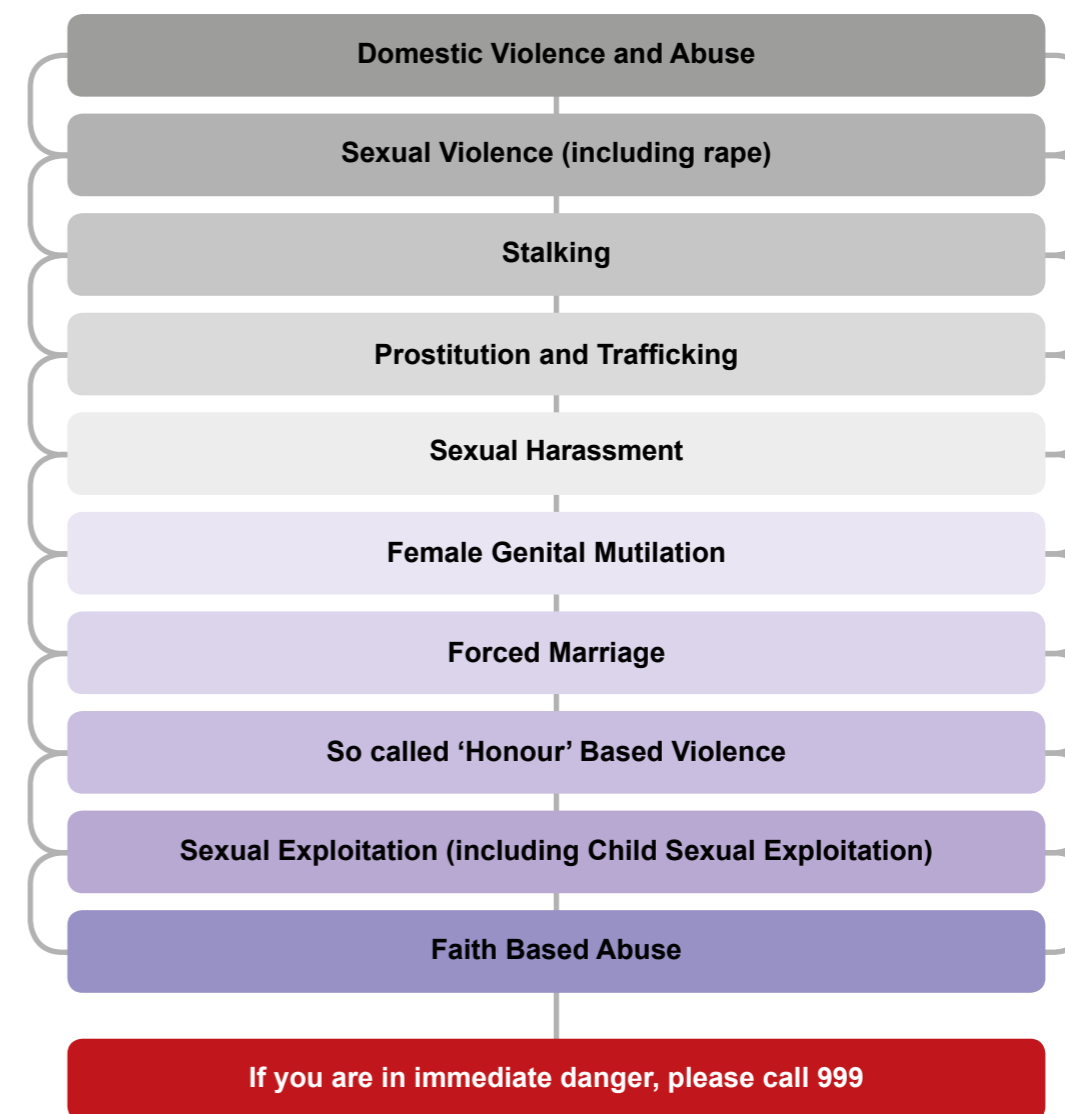 Domestic Violence and Abuse
Sexual Violence (including rape)
Stalking
Prostitution and Trafficking
Sexual Harassment
Female Genital Mutilation
Forced Marriage
So called ‘Honour’ Based Violence
Sexual Exploitation (including Child Sexual Exploitation)
Faith Based Abuse
If you are in immediate danger, please call 999